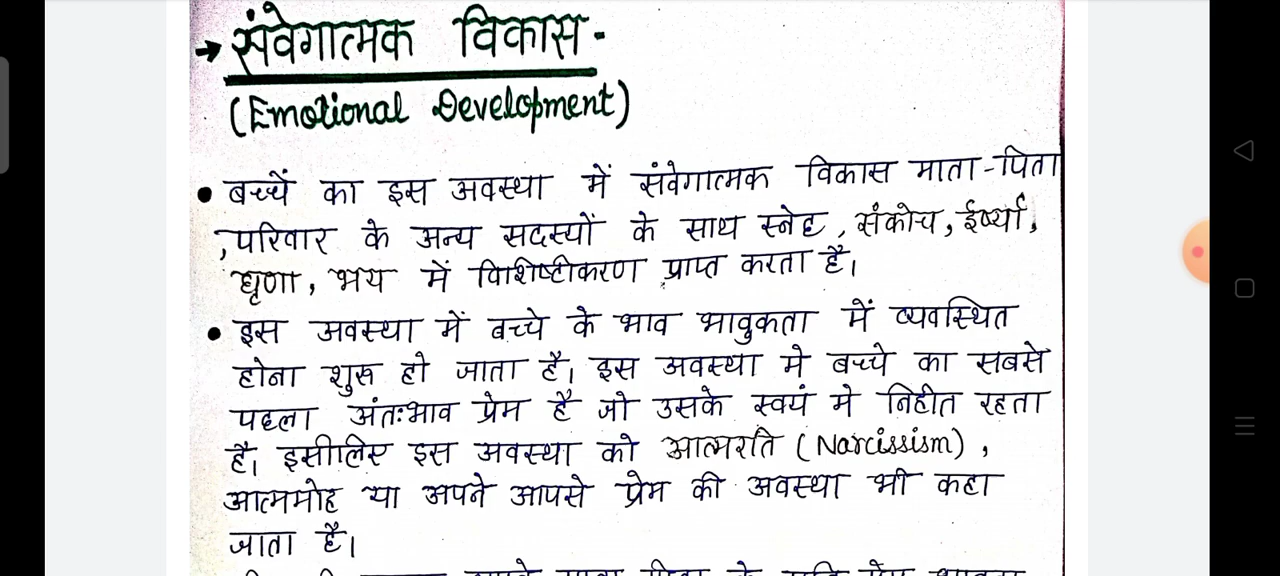 → संवेगात्मक विकास -
(Emotional Development)
• बच्चें का इस अवस्था में संवेगात्मक विकास माता-पिता
, परिवार के अन्य सदस्यों के साथ स्नेह, संकोच, ईर्ष्या,
घृणा, भय में विशिष्टीकरण प्राप्त करता है।
• इस अवस्था में बच्चे के भाव भावुकता में व्यवस्थित
होना शुरू हो जाता है। इस अवस्था मे बच्चे का सबसे
पहला अंतःभाव प्रेम है जो उसके स्वयं मे निहीत रहता
है। इसीलिए इस अवस्था को आत्मरति (Narcissism),
आत्ममोह या अपने आपसे प्रेम की अवस्था भी कहा
जाता है।